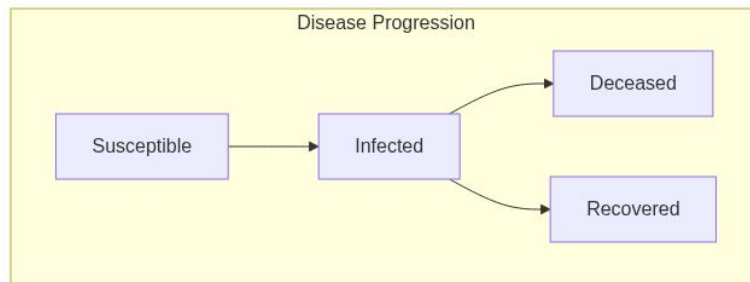 Disease Progression
Susceptible
Infected
Deceased
Recovered